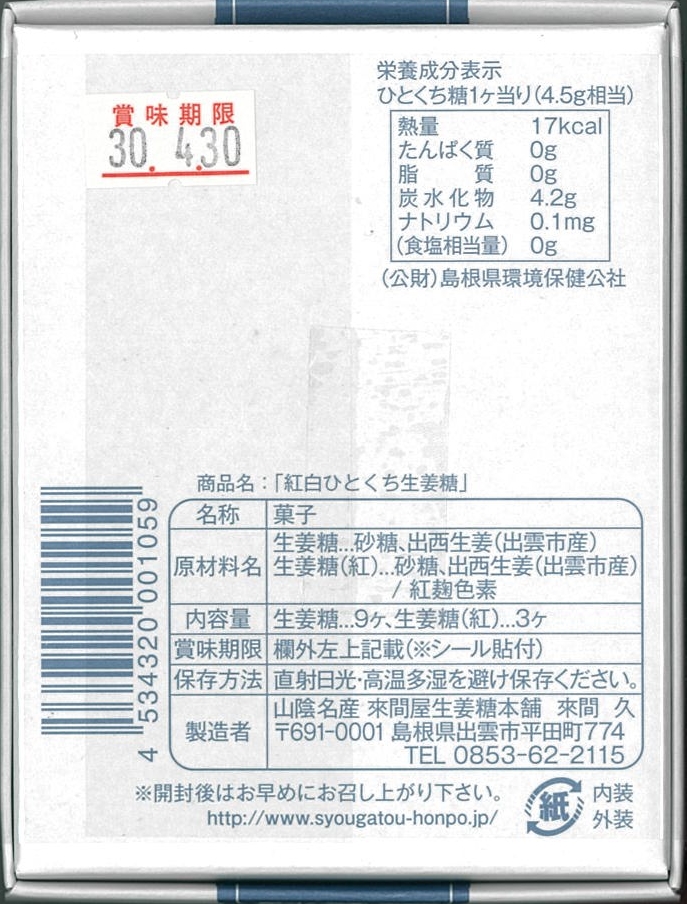 賞味期限
30. 4.30
栄養成分表示
ひとくち糖1ヶ当り(4.5g相当)
熱量 17kcal
たんぱく質 0g
脂質 0g
炭水化物 4.2g
ナトリウム 0.1mg
(食塩相当量) 0g
(公財)島根県環境保健公社
商品名:「紅白ひとくち生姜糖」
名称 菓子
原材料名 生姜糖...砂糖、出西生姜(出雲市産)
生姜糖(紅)...砂糖、出西生姜(出雲市産)
/ 紅麹色素
内容量 生姜糖...9ヶ、生姜糖(紅)...3ヶ
賞味期限 欄外左上記載(※シール貼付)
保存方法 直射日光・高温多湿を避け保存ください。
製造者 山陰名産 來間屋生姜糖本舗 來間 久
〒691-0001 島根県出雲市平田町774
TEL 0853-62-2115
4 534320 001059
※開封後はお早めにお召し上がり下さい。
http://www.syougatou-honpo.jp/
紙 内装
外装